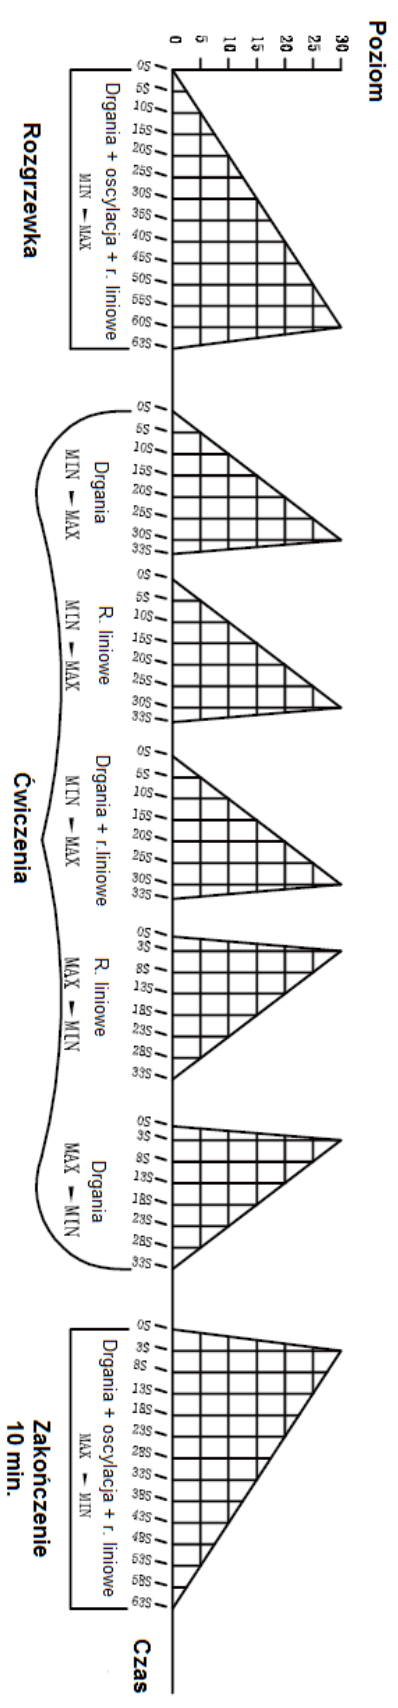 Poziom
30
25
20
15
10
5
0
0S 5S 10S 15S 20S 25S 30S 35S 40S 45S 50S 55S 60S 63S
Drgania + oscylacja + r. liniowe
MIN ► MAX
Rozgrzewka
0S 5S 10S 15S 20S 25S 30S 33S
Drgania
MIN ► MAX
0S 5S 10S 15S 20S 25S 30S 33S
R. liniowe
MIN ► MAX
0S 5S 10S 15S 20S 25S 30S 33S
Drgania + r.liniowe
MIN ► MAX
0S 3S 8S 13S 18S 23S 28S 33S
R. liniowe
MAX ► MIN
0S 3S 8S 13S 18S 23S 28S 33S
Drgania
MAX ► MIN
Ćwiczenia
0S 3S 8S 13S 18S 23S 28S 33S 38S 43S 48S 53S 58S 63S
Drgania + oscylacja + r. liniowe
MAX ► MIN
Zakończenie
10 min.
Czas